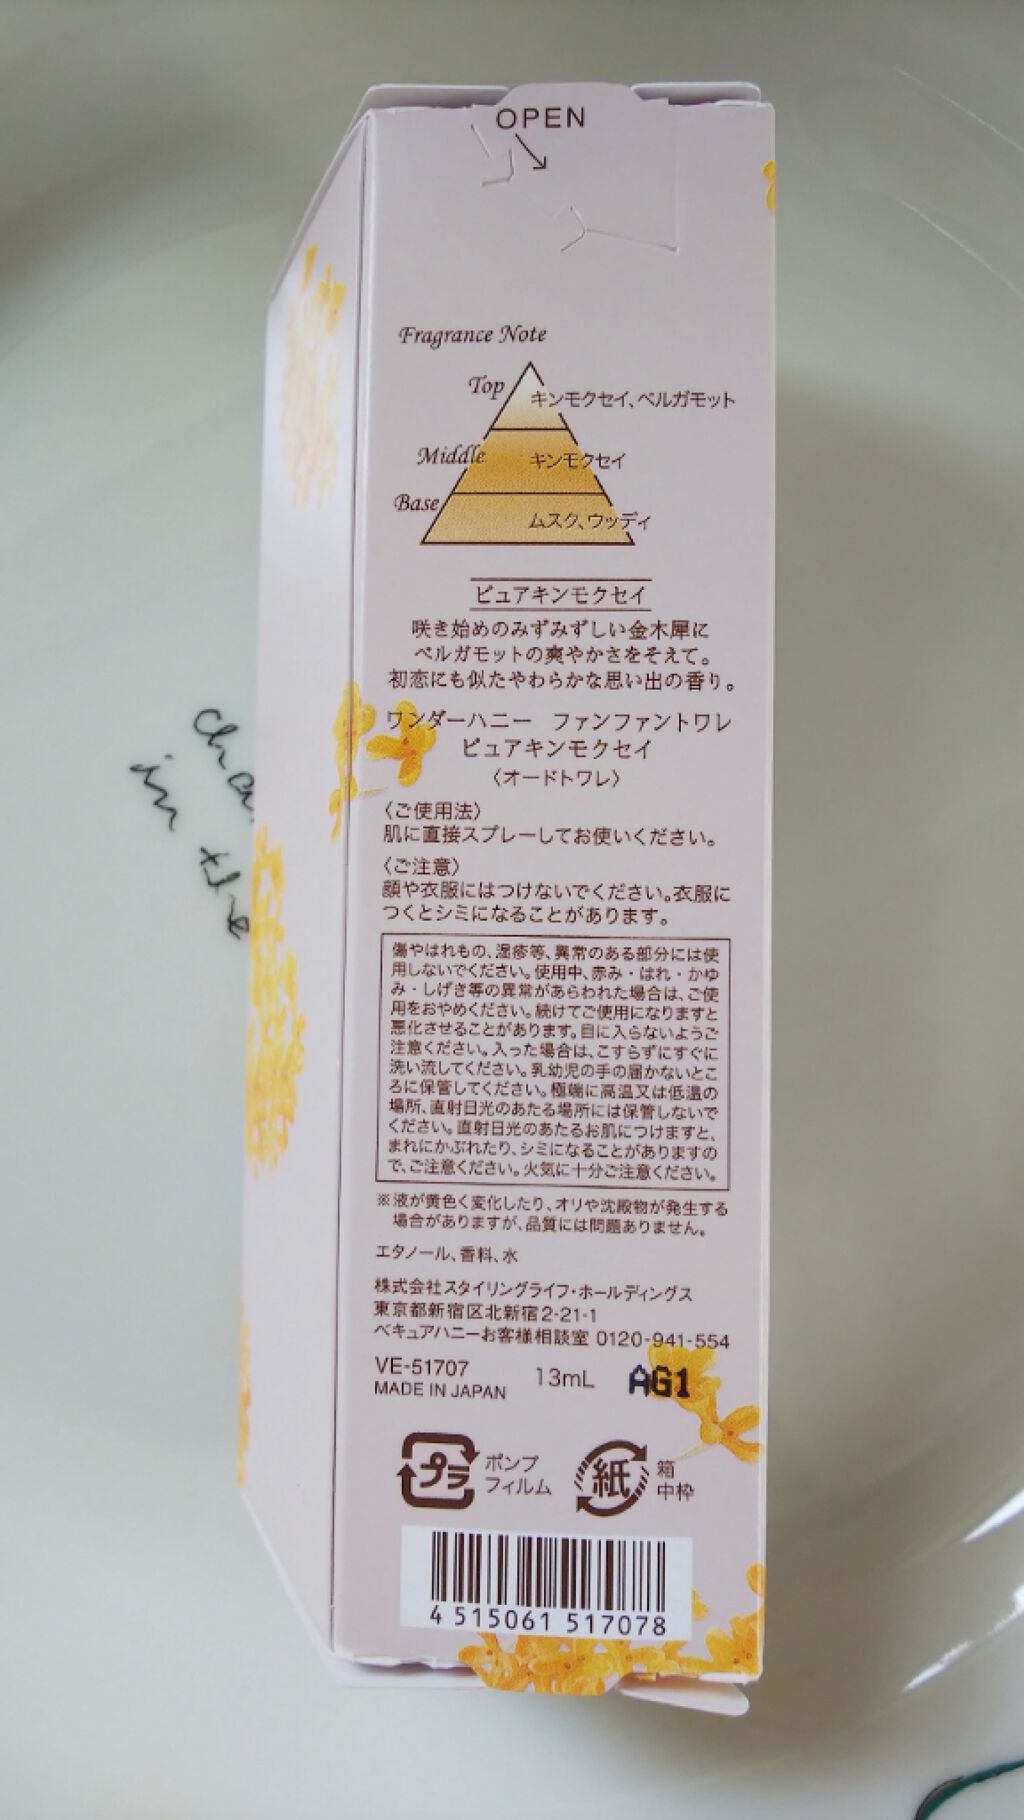 OPEN
Fragrance Note
Top
キンモクセイ、ベルガモット
Middle
キンモクセイ
Base
ムスク、ウッディ
ピュアキンモクセイ
咲き始めのみずみずしい金木犀に
ベルガモットの爽やかさをそえて。
初恋にも似たやわらかな思い出の香り。
ワンダーハニー ファンファントワレ
ピュアキンモクセイ
〈オードトワレ〉
〈ご使用法〉
肌に直接スプレーしてお使いください。
〈ご注意〉
顔や衣服にはつけないでください。衣服に
つくとシミになることがあります。
傷やはれもの、湿疹等、異常のある部分には使
用しないでください。使用中、赤み・はれ・かゆ
み・しげき等の異常があらわれた場合は、ご使
用をおやめください。続けてご使用になりますと
悪化させることがあります。目に入らないようご
注意ください。入った場合は、こすらずにすぐに
洗い流してください。乳幼児の手の届かないとこ
ろに保管してください。極端に高温又は低温の
場所、直射日光のあたる場所には保管しないで
ください。直射日光のあたるお肌につけますと、
まれにかぶれたり、シミになることがありますの
で、ご注意ください。火気に十分ご注意ください。
※液が黄色く変化したり、オリや沈殿物が発生する
場合がありますが、品質には問題ありません。
エタノール、香料、水
株式会社スタイリングライフ・ホールディングス
東京都新宿区北新宿2-21-1
ベキュアハニーお客様相談室 0120-941-554
VE-51707
MADE IN JAPAN
13mL
AG1
プラ
ポンプ
フィルム
紙
箱
中枠
4 515061 517078
in the